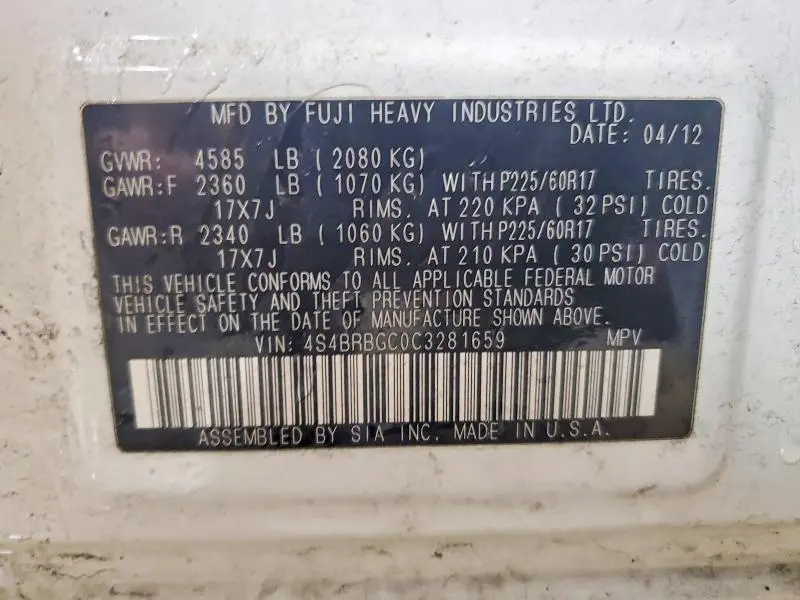 MFD BY FUJI HEAVY INDUSTRIES LTD.
DATE: 04/12
GVWR: 4585 LB ( 2080 KG)
GAWR:F 2360 LB ( 1070 KG) WITH P225/60R17 TIRES.
17X7J RIMS. AT 220 KPA ( 32 PSI) COLD
GAWR:R 2340 LB ( 1060 KG) WITH P225/60R17 TIRES.
17X7J RIMS. AT 210 KPA ( 30 PSI) COLD
THIS VEHICLE CONFORMS TO ALL APPLICABLE FEDERAL MOTOR
VEHICLE SAFETY AND THEFT PREVENTION STANDARDS
IN EFFECT ON THE DATE OF MANUFACTURE SHOWN ABOVE.
VIN: 4S4BRBGC0C3281659 MPV
ASSEMBLED BY SIA INC. MADE IN U.S.A.